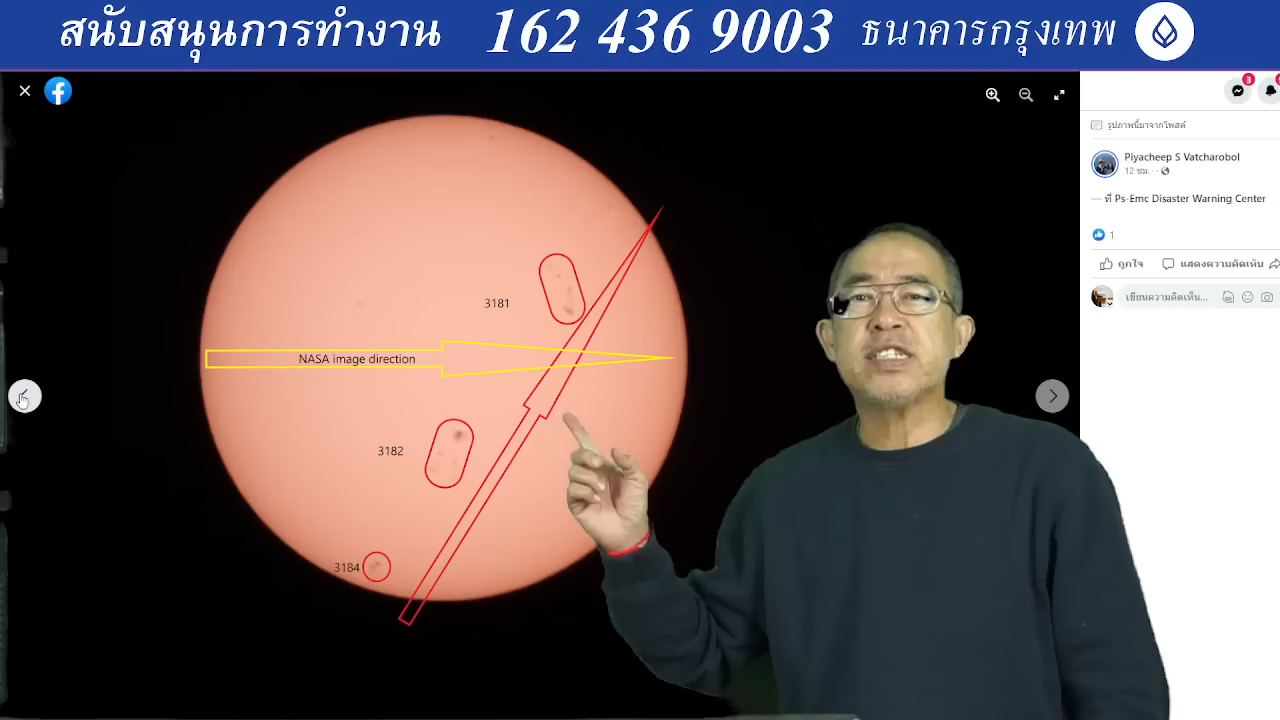 สนับสนุนการทำงาน 162 436 9003 ธนาคารกรุงเทพ
3
รูปภาพนี้มาจากโพสต์
Piyacheep S Vatcharobol
12 ชม. ·
— ที่ Ps-Emc Disaster Warning Center
1
ถูกใจ แสดงความคิดเห็น
เขียนความคิดเห็น...
3181
NASA image direction
3182
3184